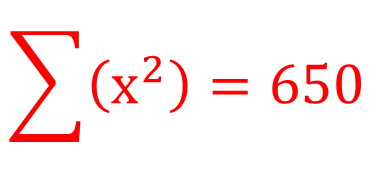 ∑(x²) = 650